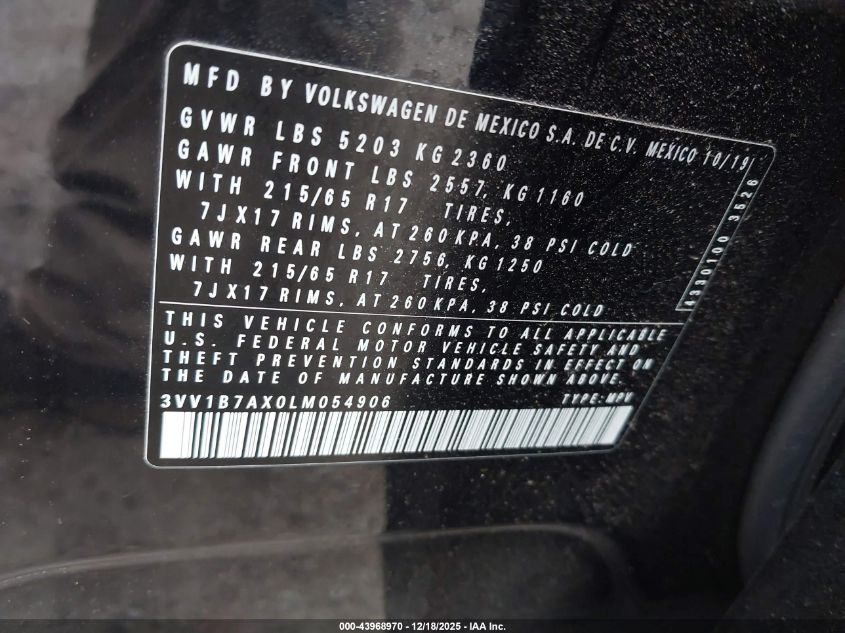 MFD BY VOLKSWAGEN DE MEXICO S.A. DE C.V. MEXICO 10/19
GVWR LBS 5203 KG 2360
GAWR FRONT LBS 2557, KG 1160
WITH 215/65 R17 TIRES,
7JX17 RIMS, AT 260 KPA, 38 PSI COLD
GAWR REAR LBS 2756, KG 1250
WITH 215/65 R17 TIRES,
7JX17 RIMS, AT 260 KPA, 38 PSI COLD
THIS VEHICLE CONFORMS TO ALL APPLICABLE
U.S. FEDERAL MOTOR VEHICLE SAFETY AND
THEFT PREVENTION STANDARDS IN EFFECT ON
THE DATE OF MANUFACTURE SHOWN ABOVE.
3VV1B7AX0LM054906 TYPE: MPV
A330100 3526
000-43968970 / 12/18/2025 - IAA Inc.